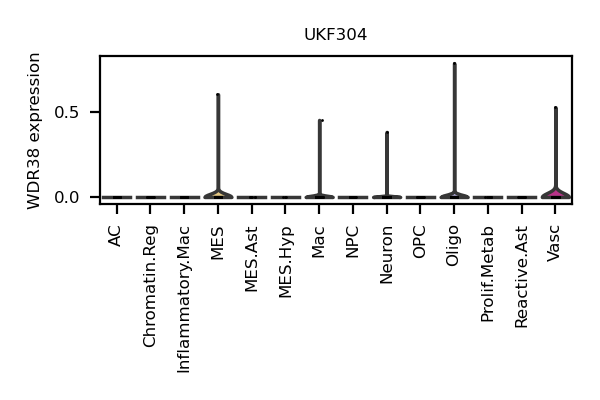 UKF304
WDR38 expression
0.5
0.0
AC
Chromatin.Reg
Inflammatory.Mac
MES
MES.Ast
MES.Hyp
Mac
NPC
Neuron
OPC
Oligo
Prolif.Metab
Reactive.Ast
Vasc